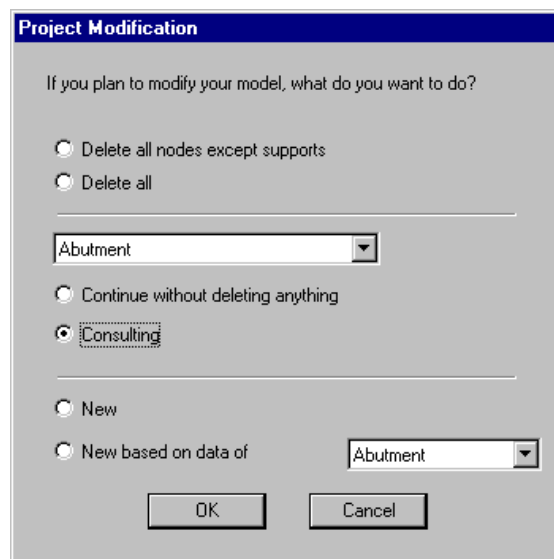 Project Modification
If you plan to modify your model, what do you want to do?
Delete all nodes except supports
Delete all
Abutment
Continue without deleting anything
Consulting
New
New based on data of Abutment
OK Cancel